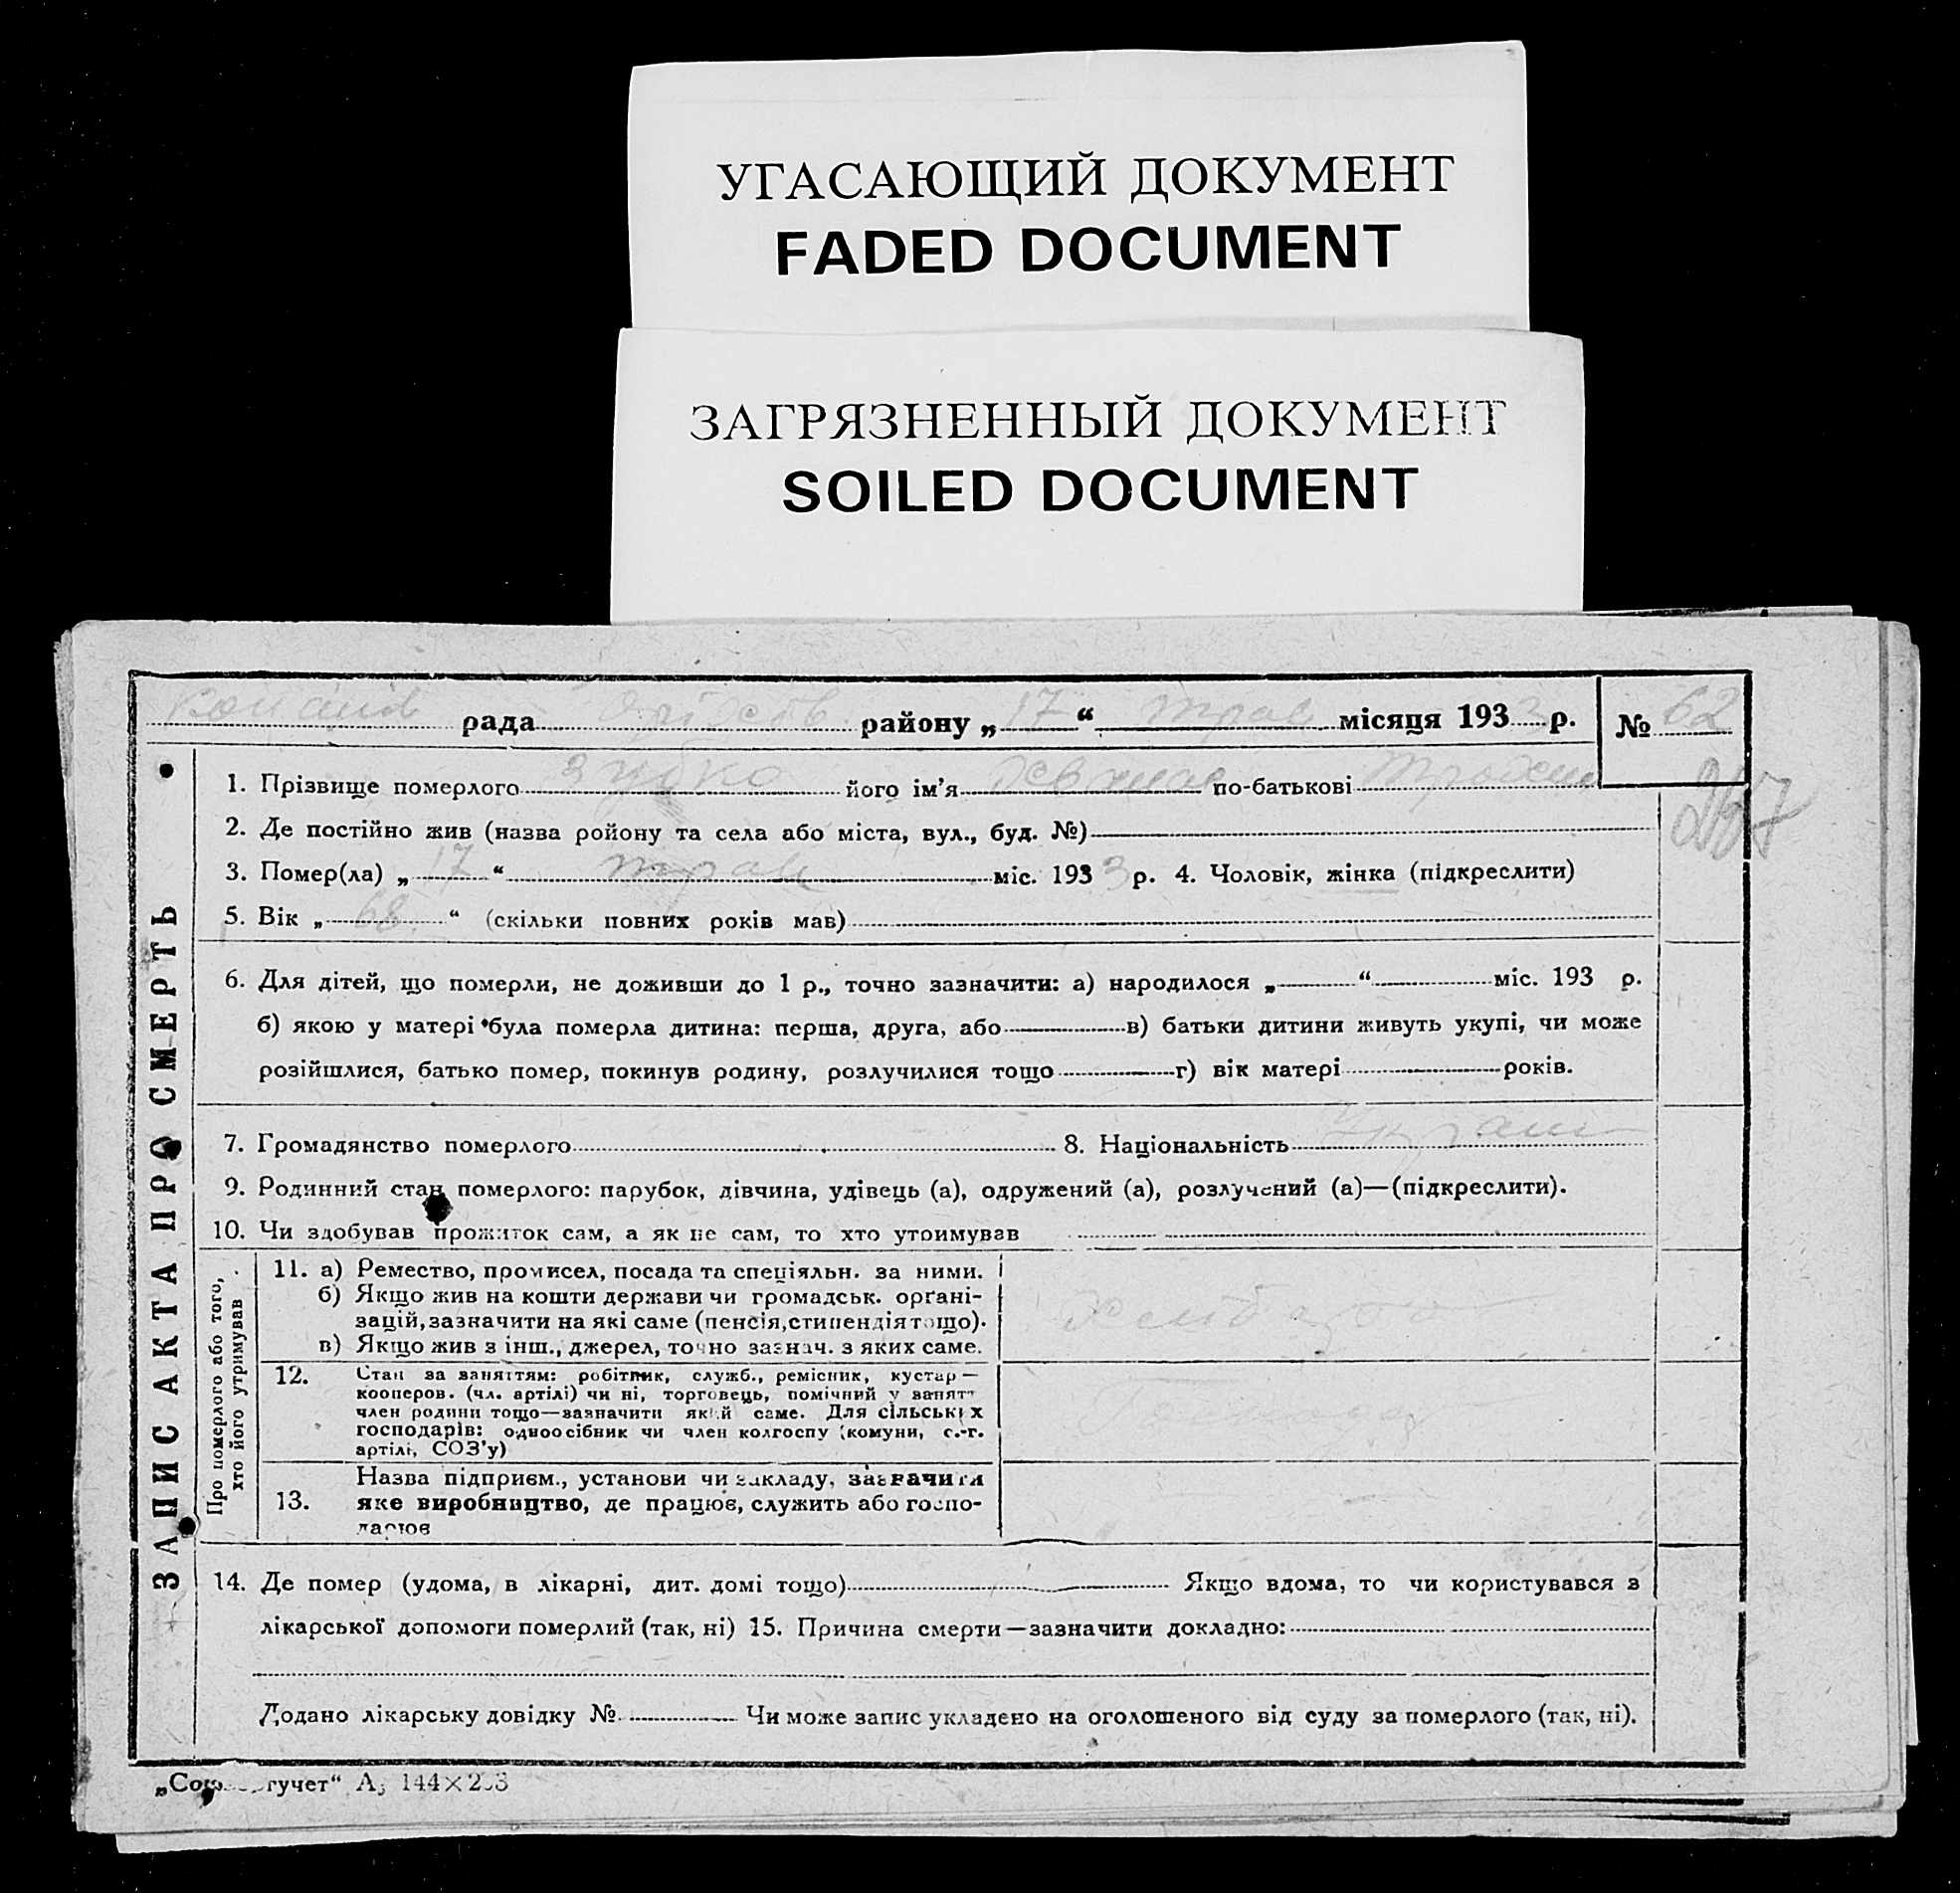 УГАСАЮЩИЙ ДОКУМЕНТ
FADED DOCUMENT
ЗАГРЯЗНЕННЫЙ ДОКУМЕНТ
SOILED DOCUMENT
рада район​у „ 17 “ трав місяця 193 3 р. № 62
267
ЗАПИС АКТА ПРО СМЕРТЬ
1. Прізвище померлого Зубко його ім'я по-батькові
2. Де постійно жив (назва ройону та села або міста, вул., буд. №)
3. Помер(ла) „ 17 “ трав міс. 193 3 р. 4. Чоловік, жінка (підкреслити)
5. Вік „ 68 “ (скільки повних років мав)
6. Для дітей, що померли, не доживши до 1 р., точно зазначити: а) народилося „ “ міс. 193 р.
б) якою у матері була померла дитина: перша, друга, або в) батьки дитини живуть укупі, чи може
розійшлися, батько помер, покинув родину, розлучилися тощо г) вік матері років.
7. Громадянство померлого 8. Національність
9. Родинний стан померлого: парубок, дівчина, удівець (а), одружений (а), розлучений (а)—(підкреслити).
10. Чи здобував прожиток сам, а як не сам, то хто утримував
Про померлого або того,
хто його утримував
11. а) Ремество, промисел, посада та спеціяльн. за ними.
б) Якщо жив на кошти держави чи громадськ. орґані-
зацій, зазначити на які саме (пенсія, стипендія тощо).
в) Якщо жив з інш., джерел, точно зазнач. з яких саме.
12. Стан за заняттям: робітник, служб., ремісник, кустар—
кооперов. (чл. артілі) чи ні, торговець, помічний у занятт
член родини тощо—зазначити який саме. Для сільських
господарів: одноосібник чи член колгоспу (комуни, с.-г.
артілі, СОЗ'у)
13. Назва підприєм., установи чи закладу, зазначити
яке виробництво, де працює, служить або госпо-
дарює
14. Де помер (удома, в лікарні, дит. домі тощо) Якщо вдома, то чи користувався з
лікарської допомоги померлий (так, ні) 15. Причина смерти—зазначити докладно:
Додано лікарську довідку № Чи може запис укладено на оголошеного від суду за померлого (так, ні).